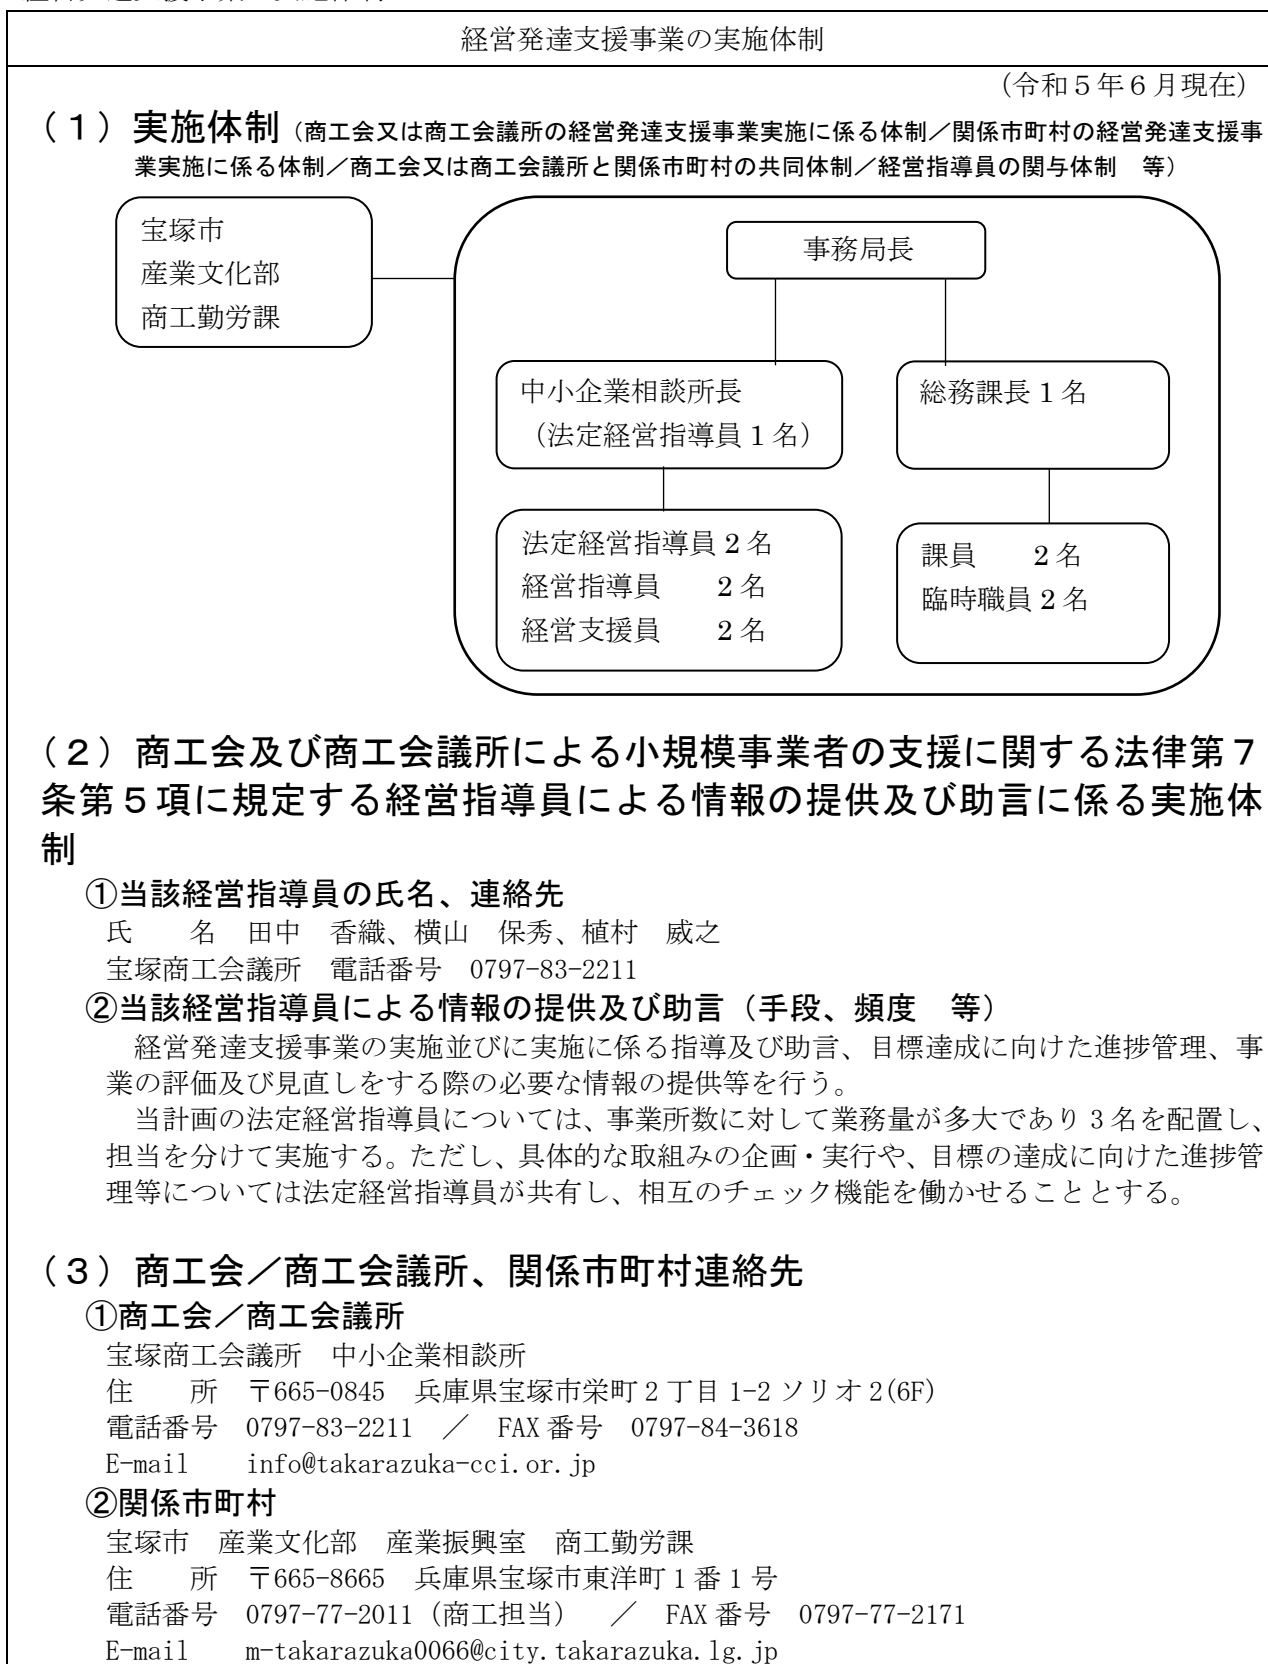 経営発達支援事業の実施体制
（令和５年６月現在）
（１）実施体制（商工会又は商工会議所の経営発達支援事業実施に係る体制／関係市町村の経営発達支援事
業実施に係る体制／商工会又は商工会議所と関係市町村の共同体制／経営指導員の関与体制　等）
宝塚市
産業文化部
商工勤労課
事務局長
中小企業相談所長
（法定経営指導員１名）
総務課長１名
法定経営指導員２名
経営指導員　　２名
経営支援員　　２名
課員　　２名
臨時職員２名
（２）商工会及び商工会議所による小規模事業者の支援に関する法律第７
条第５項に規定する経営指導員による情報の提供及び助言に係る実施体
制
①当該経営指導員の氏名、連絡先
氏　　名　田中　香織、横山　保秀、植村　威之
宝塚商工会議所　電話番号　0797-83-2211
②当該経営指導員による情報の提供及び助言（手段、頻度　等）
経営発達支援事業の実施並びに実施に係る指導及び助言、目標達成に向けた進捗管理、事
業の評価及び見直しをする際の必要な情報の提供等を行う。
当計画の法定経営指導員については、事業所数に対して業務量が多大であり３名を配置し、
担当を分けて実施する。ただし、具体的な取組みの企画・実行や、目標の達成に向けた進捗管
理等については法定経営指導員が共有し、相互のチェック機能を働かせることとする。
（３）商工会／商工会議所、関係市町村連絡先
①商工会／商工会議所
宝塚商工会議所　中小企業相談所
住　　所　〒665-0845　兵庫県宝塚市栄町２丁目 1-2 ソリオ 2(6F)
電話番号　0797-83-2211　／　FAX 番号　0797-84-3618
E-mail　　info@takarazuka-cci.or.jp
②関係市町村
宝塚市　産業文化部　産業振興室　商工勤労課
住　　所　〒665-8665　兵庫県宝塚市東洋町１番１号
電話番号　0797-77-2011（商工担当）　／　FAX 番号　0797-77-2171
E-mail　　m-takarazuka0066@city.takarazuka.lg.jp